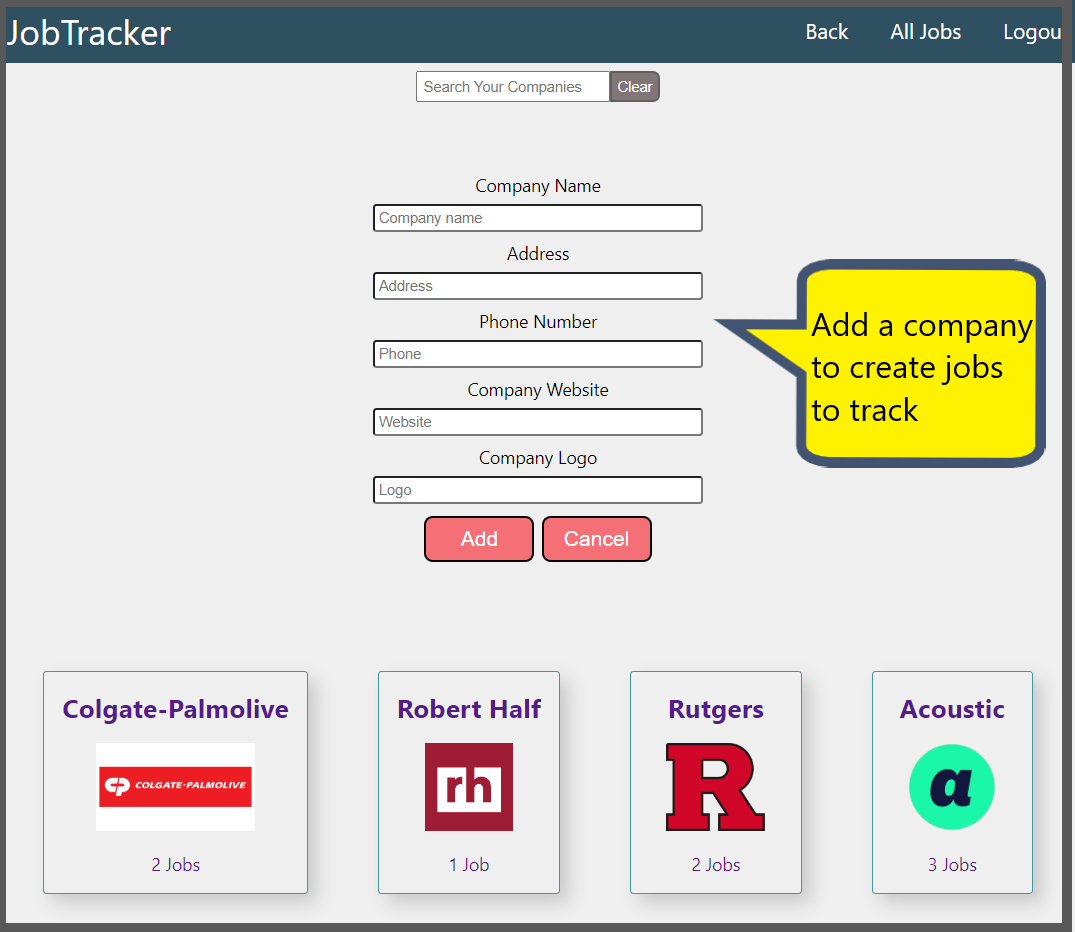 JobTracker
Back All Jobs Logou
Search Your Companies Clear
Company Name
Company name
Address
Address
Phone Number
Phone
Company Website
Website
Company Logo
Logo
Add Cancel
Add a company
to create jobs
to track
Colgate-Palmolive
CP COLGATE-PALMOLIVE
2 Jobs
Robert Half
rh
1 Job
Rutgers
R
2 Jobs
Acoustic
a
3 Jobs